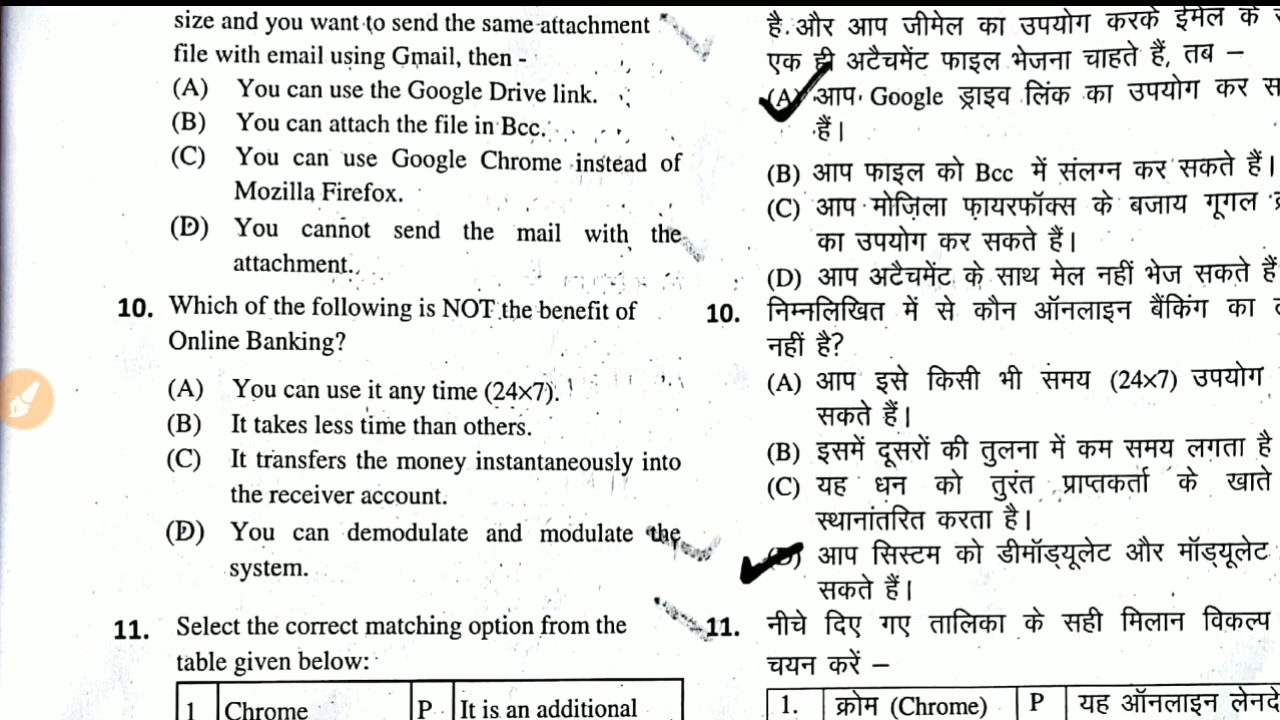 size and you want to send the same attachment
file with email using Gmail, then -
(A) You can use the Google Drive link.
(B) You can attach the file in Bcc.
(C) You can use Google Chrome instead of
Mozilla Firefox.
(D) You cannot send the mail with the
attachment.
10. Which of the following is NOT the benefit of
Online Banking?
(A) You can use it any time (24×7).
(B) It takes less time than others.
(C) It transfers the money instantaneously into
the receiver account.
(D) You can demodulate and modulate the
system.
11. Select the correct matching option from the
table given below:
1 Chrome P It is an additional
है. और आप जीमेल का उपयोग करके ईमेल के
एक ही अटैचमेंट फाइल भेजना चाहते हैं, तब –
(A) आप Google ड्राइव लिंक का उपयोग कर
हैं।
(B) आप फाइल को Bcc में संलग्न कर सकते हैं।
(C) आप मोज़िला फ़ायरफॉक्स के बजाय गूगल
का उपयोग कर सकते हैं।
(D) आप अटैचमेंट के साथ मेल नहीं भेज सकते हैं
10. निम्नलिखित में से कौन ऑनलाइन बैंकिंग का
नहीं है?
(A) आप इसे किसी भी समय (24×7) उपयोग
सकते हैं।
(B) इसमें दूसरों की तुलना में कम समय लगता है
(C) यह धन को तुरंत प्राप्तकर्ता के खाते
स्थानांतरित करता है।
(D) आप सिस्टम को डीमॉड्यूलेट और मॉड्यूलेट
सकते हैं।
11. नीचे दिए गए तालिका के सही मिलान विकल्प
चयन करें –
1. क्रोम (Chrome) P यह ऑनलाइन